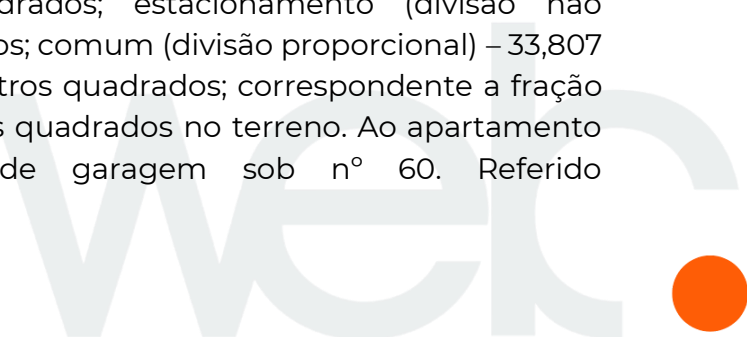 drados; estacionamento (divisão não
os; comum (divisão proporcional) – 33,807
tros quadrados; correspondente a fração
s quadrados no terreno. Ao apartamento
de garagem sob nº 60. Referido
web.